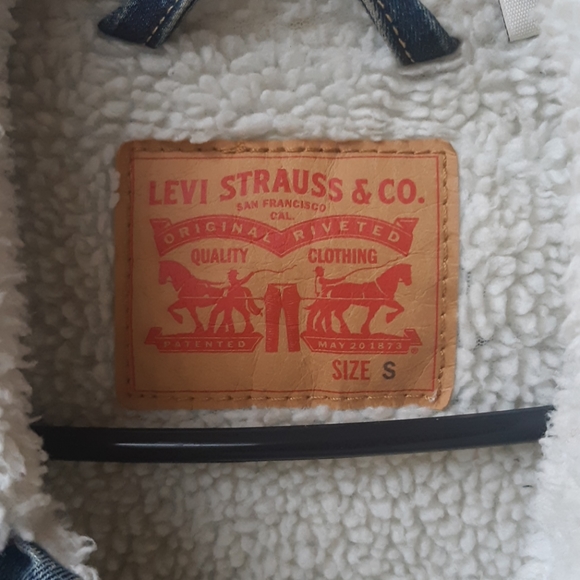 LEVI STRAUSS & CO.
SAN FRANCISCO
CAL.
ORIGINAL RIVETED
QUALITY CLOTHING
PATENTED MAY 20 1873
SIZE S